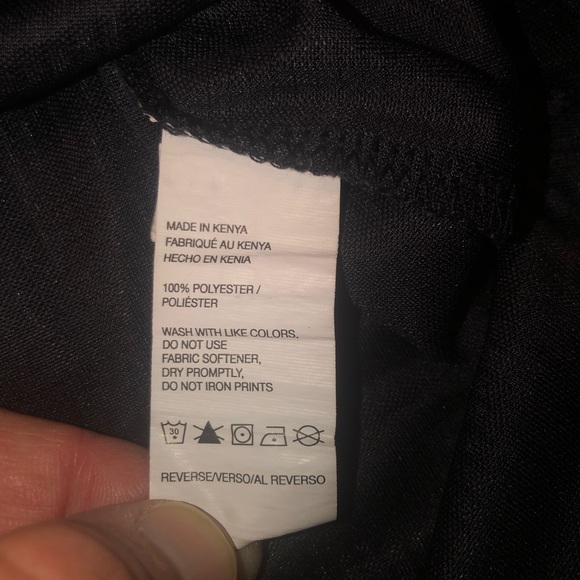 MADE IN KENYA
FABRIQUÉ AU KENYA
HECHO EN KENIA
100% POLYESTER /
POLIÉSTER
WASH WITH LIKE COLORS,
DO NOT USE
FABRIC SOFTENER,
DRY PROMPTLY,
DO NOT IRON PRINTS
30
REVERSE/VERSO/AL REVERSO